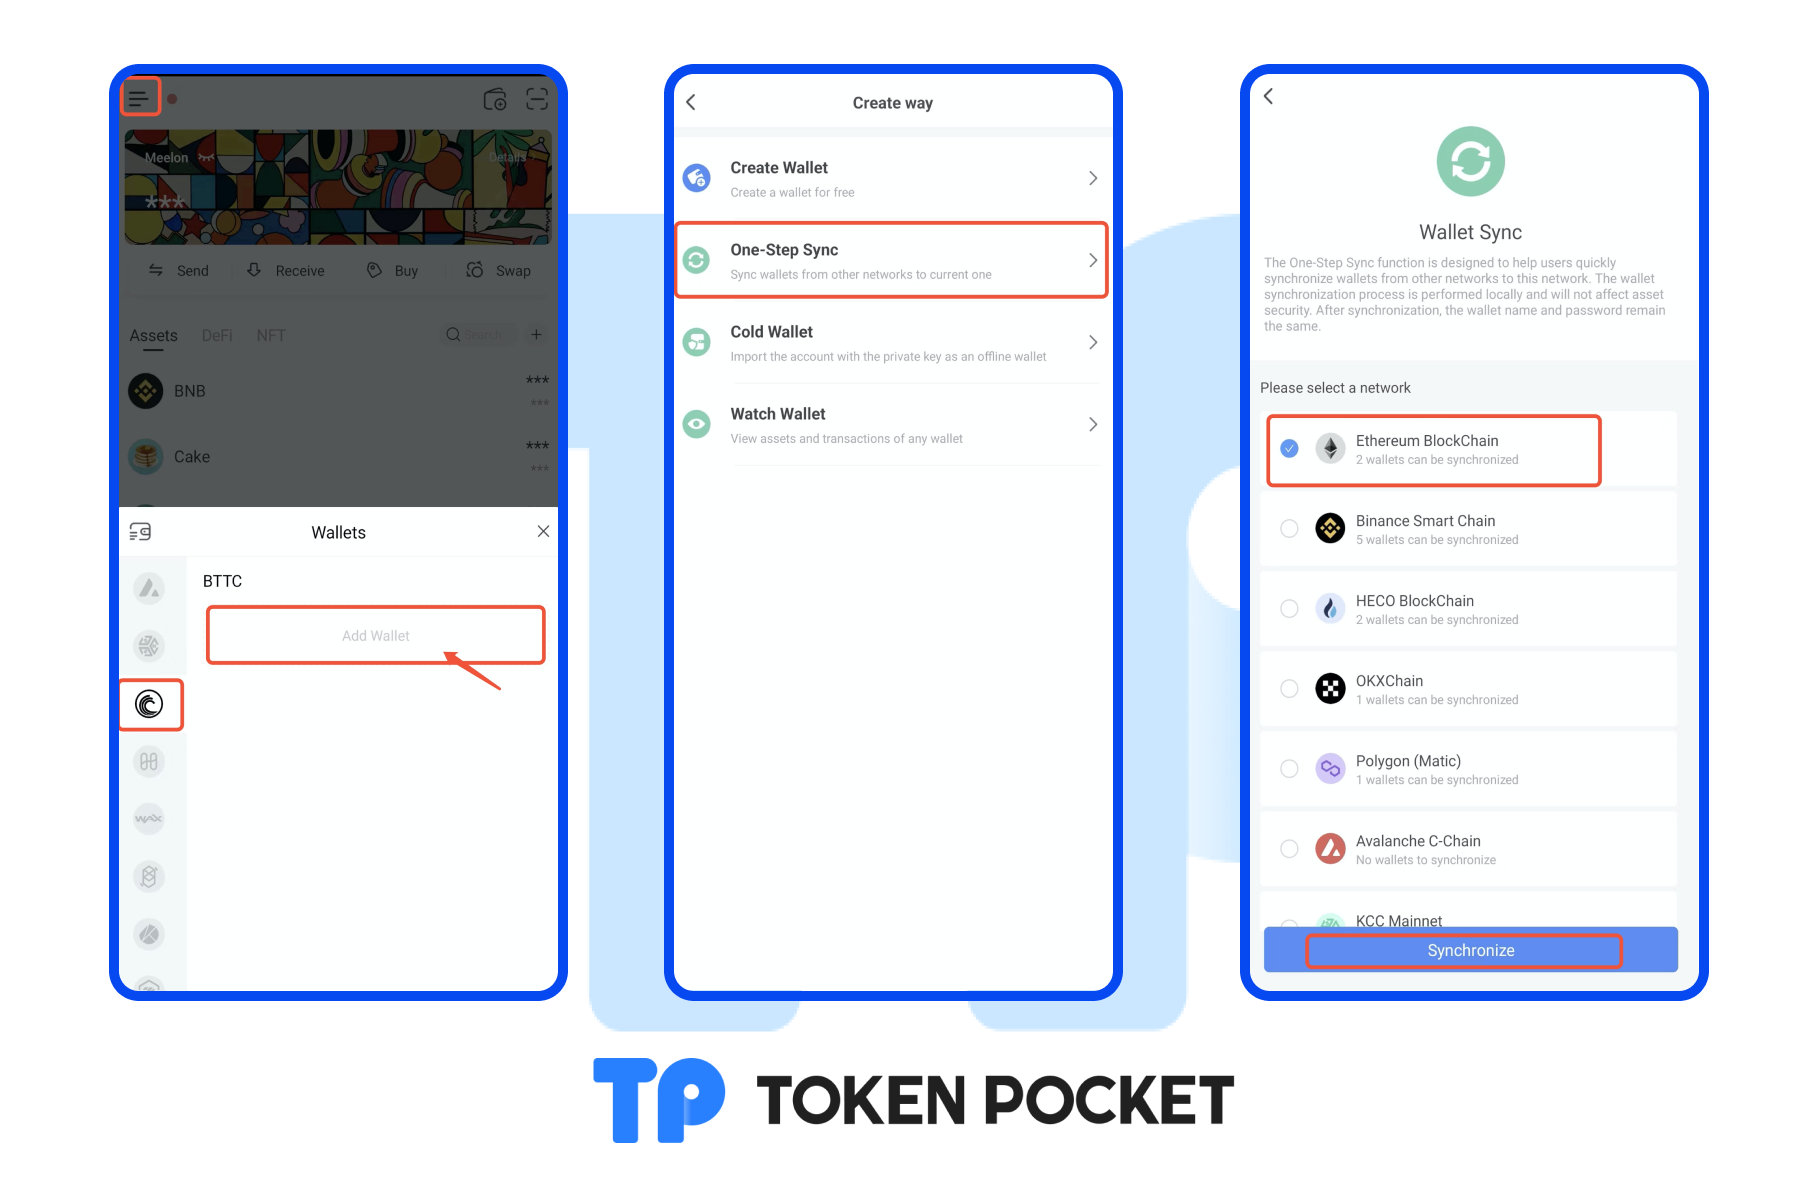 Meelon
Details
***
Send
Receive
Buy
Swap
Assets
DeFi
NFT
Search
BNB
***
***
Cake
***
***
Wallets
BTTC
Add Wallet
WAX
Create way
Create Wallet
Create a wallet for free
One-Step Sync
Sync wallets from other networks to current one
Cold Wallet
Import the account with the private key as an offline wallet
Watch Wallet
View assets and transactions of any wallet
Wallet Sync
The One-Step Sync function is designed to help users quickly
synchronize wallets from other networks to this network. The wallet
synchronization process is performed locally and will not affect asset
security. After synchronization, the wallet name and password remain
the same.
Please select a network
Ethereum BlockChain
2 wallets can be synchronized
Binance Smart Chain
5 wallets can be synchronized
HECO BlockChain
2 wallets can be synchronized
OKXChain
1 wallets can be synchronized
Polygon (Matic)
1 wallets can be synchronized
Avalanche C-Chain
No wallets to synchronize
KCC Mainnet
Synchronize
TP TOKEN POCKET